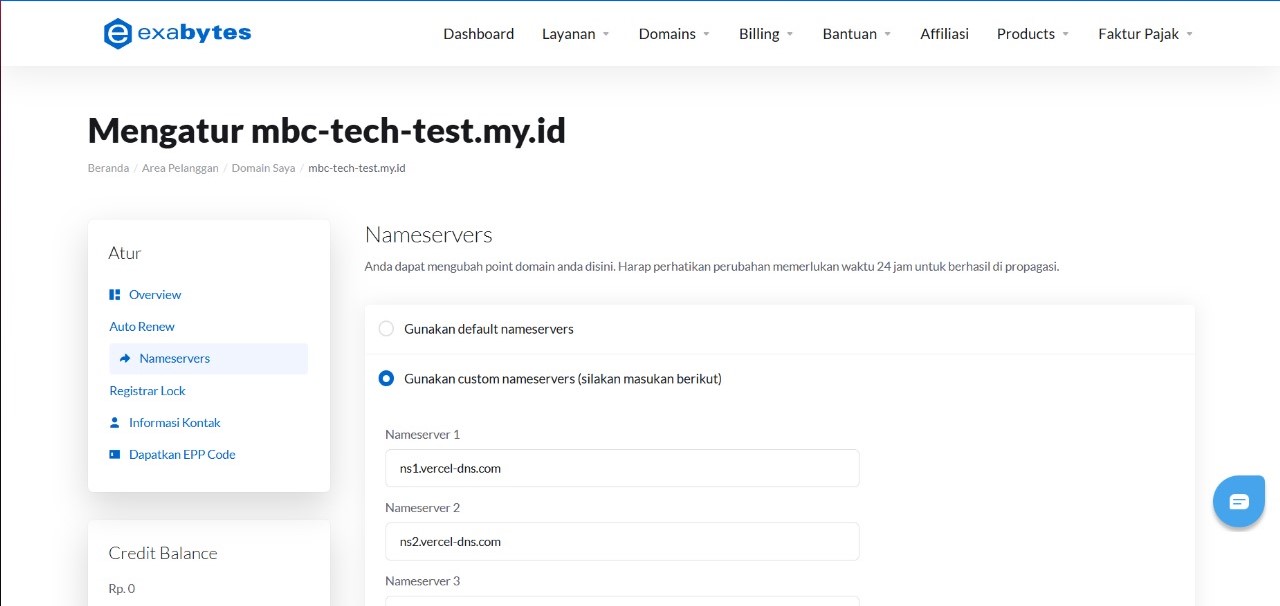 exabytes
Dashboard Layanan Domains Billing Bantuan Affiliasi Products Faktur Pajak
Mengatur mbc-tech-test.my.id
Beranda / Area Pelanggan / Domain Saya / mbc-tech-test.my.id
Atur
Overview
Auto Renew
Nameservers
Registrar Lock
Informasi Kontak
Dapatkan EPP Code
Credit Balance
Rp. 0
Nameservers
Anda dapat mengubah point domain anda disini. Harap perhatikan perubahan memerlukan waktu 24 jam untuk berhasil di propagasi.
Gunakan default nameservers
Gunakan custom nameservers (silakan masukan berikut)
Nameserver 1
ns1.vercel-dns.com
Nameserver 2
ns2.vercel-dns.com
Nameserver 3